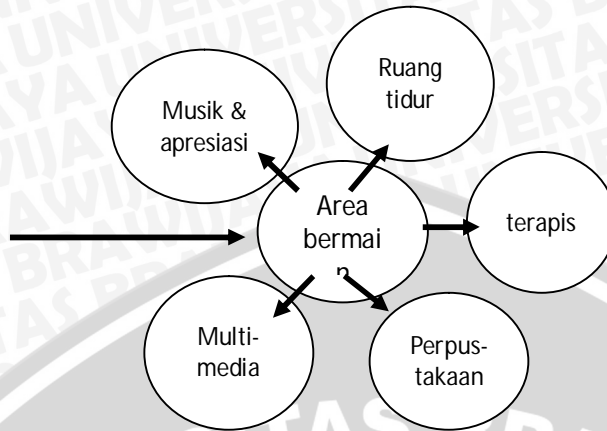 Ruang
tidur
Musik &
apresiasi
Area
bermai
n
terapis
Multi-
media
Perpus-
takaan